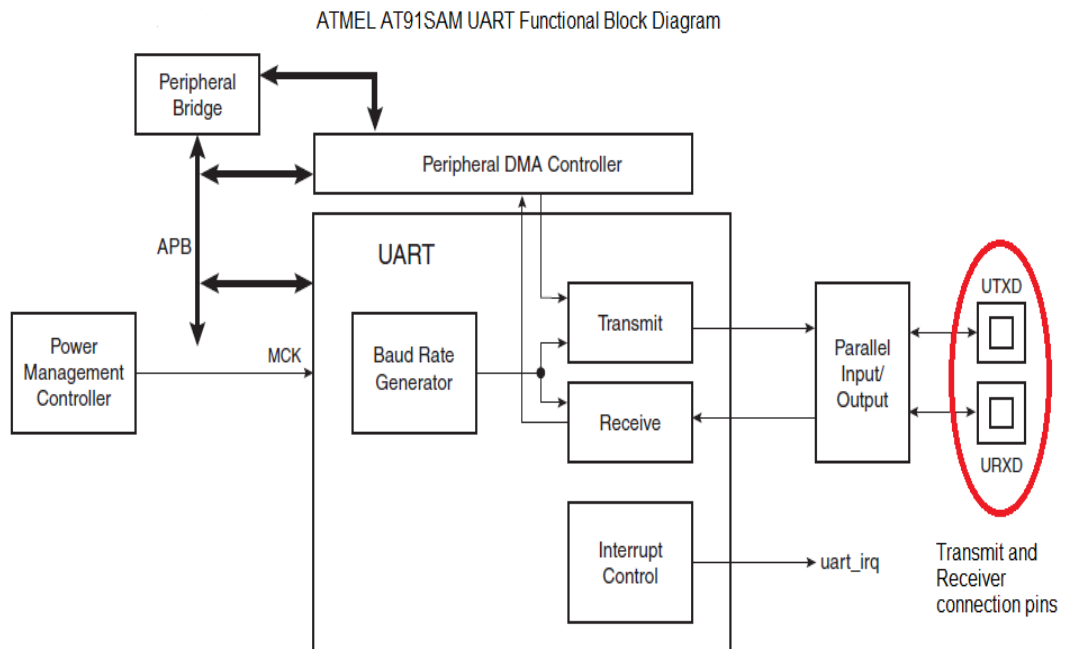 ATMEL AT91SAM UART Functional Block Diagram
Peripheral
Bridge
Peripheral DMA Controller
APB
UART
UTXD
Transmit
Power
Management
Controller
MCK
Baud Rate
Generator
Parallel
Input/
Output
Receive
URXD
Interrupt
Control
uart_irq
Transmit and
Receiver
connection pins